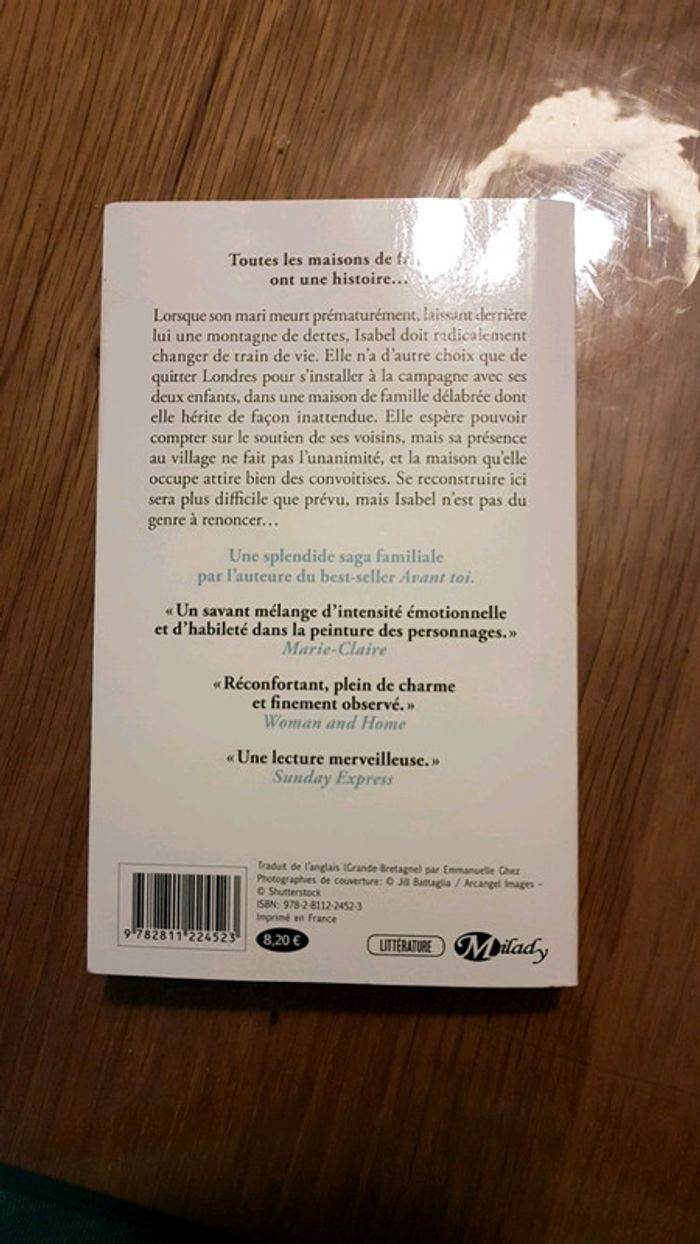 Toutes les maisons de
ont une histoire…
Lorsque son mari meurt prématurément, laissant derrière
lui une montagne de dettes, Isabel doit radicalement
changer de train de vie. Elle n'a d'autre choix que de
quitter Londres pour s'installer à la campagne avec ses
deux enfants, dans une maison de famille délabrée dont
elle hérite de façon inattendue. Elle espère pouvoir
compter sur le soutien de ses voisins, mais sa présence
au village ne fait pas l'unanimité, et la maison qu'elle
occupe attire bien des convoitises. Se reconstruire ici
sera plus difficile que prévu, mais Isabel n'est pas du
genre à renoncer…
Une splendide saga familiale
par l'auteure du best-seller Avant toi.
« Un savant mélange d'intensité émotionnelle
et d'habileté dans la peinture des personnages. »
Marie-Claire
« Réconfortant, plein de charme
et finement observé. »
Woman and Home
« Une lecture merveilleuse. »
Sunday Express
Traduit de l'anglais (Grande-Bretagne) par Emmanuelle Ghez
Photographies de couverture: © Jill Battaglia / Arcangel Images -
© Shutterstock
ISBN: 978-2-8112-2452-3
Imprimé en France
9 782811 224523
8,20 €
LITTÉRATURE
Milady